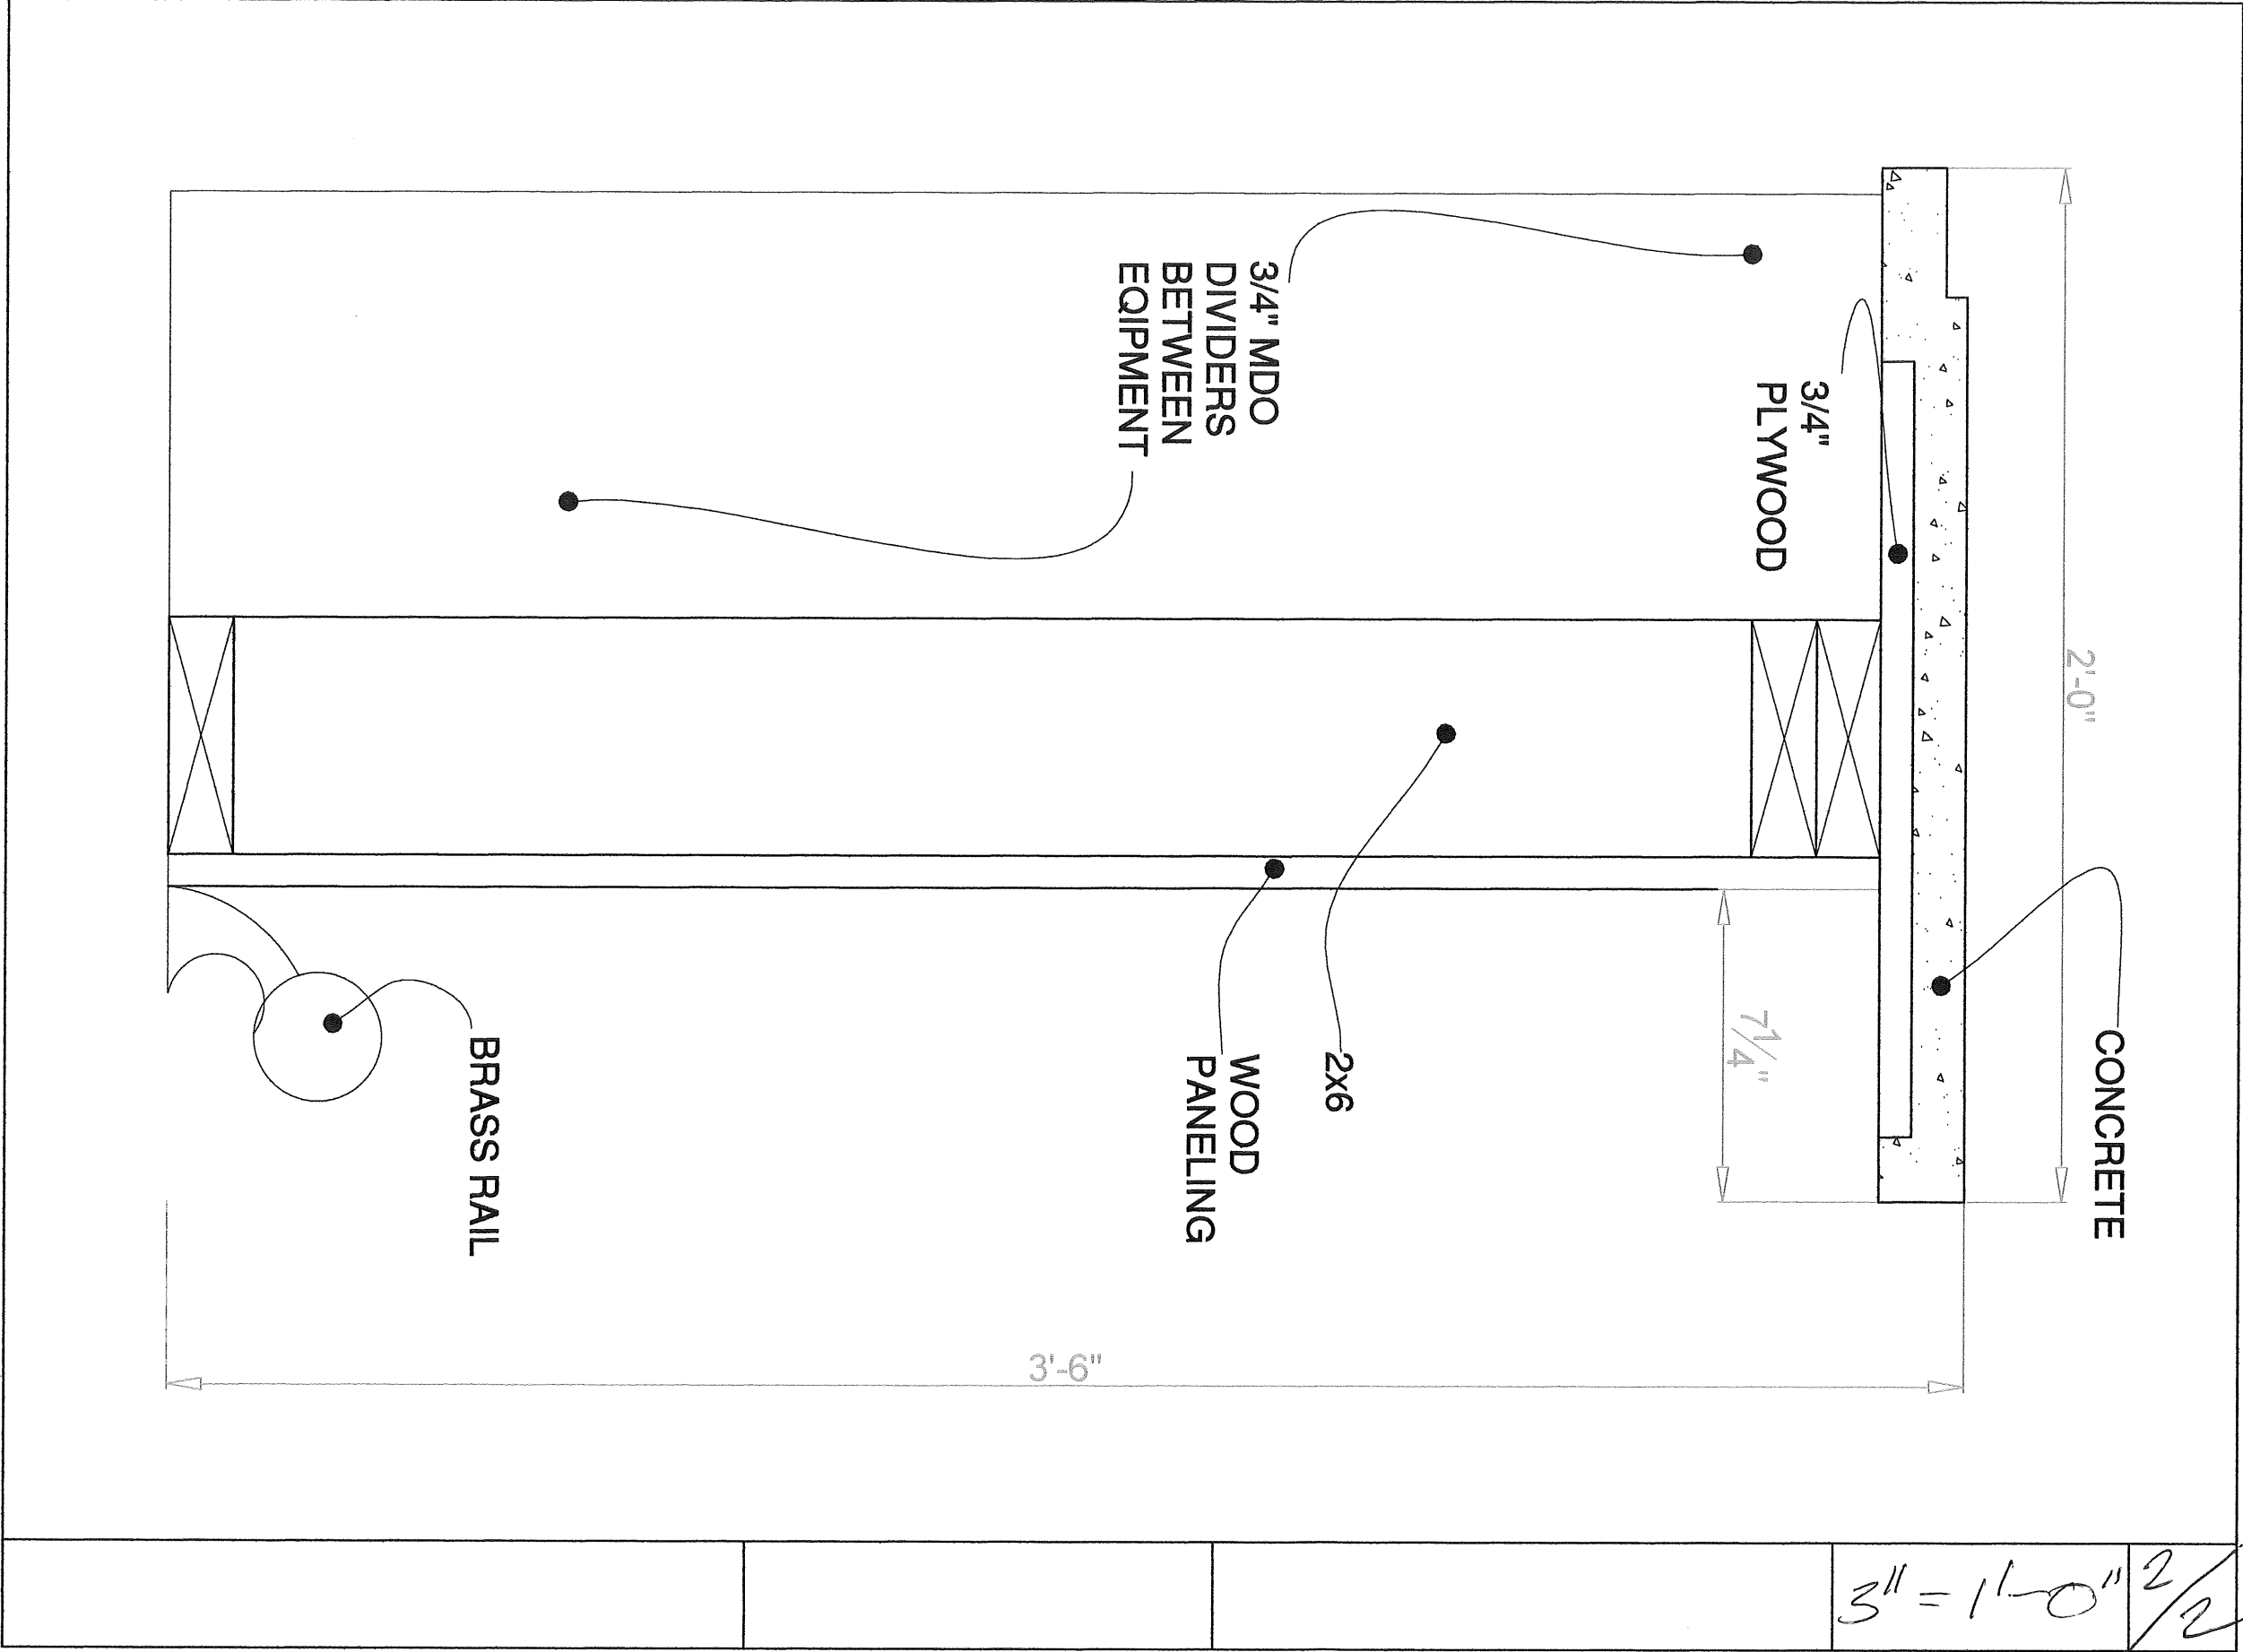 2'-0"
CONCRETE
3/4"
PLYWOOD
7 1/4"
3/4" MDO
DIVIDERS
BETWEEN
EQIPMENT
2x6
WOOD
PANELING
BRASS RAIL
3'-6"
3" = 1'-0"
2/2